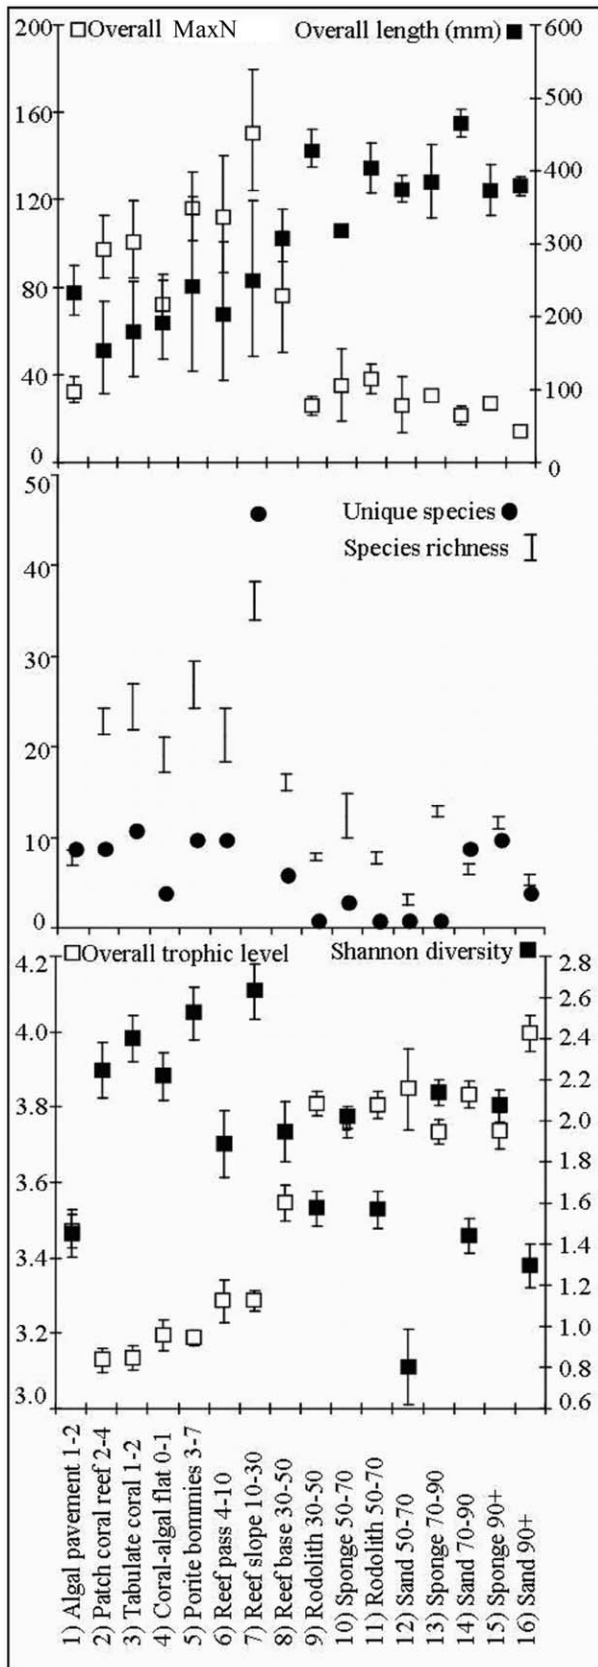 Overall MaxN Overall length (mm)
200 600
160 500
120 400
80 300
40 200
0 100
0
50
40
30
20
10
0
Unique species
Species richness
Overall trophic level Shannon diversity
4.2 2.8
4.0 2.6
3.8 2.4
3.6 2.2
3.4 2.0
3.2 1.8
3.0 1.6
1.4
1.2
1.0
0.8
0.6
1) Algal pavement 1-2
2) Patch coral reef 2-4
3) Tabulate coral 1-2
4) Coral-algal flat 0-1
5) Porite bommies 3-7
6) Reef pass 4-10
7) Reef slope 10-30
8) Reef base 30-50
9) Rodolith 30-50
10) Sponge 50-70
11) Rodolith 50-70
12) Sand 50-70
13) Sponge 70-90
14) Sand 70-90
15) Sponge 90+
16) Sand 90+